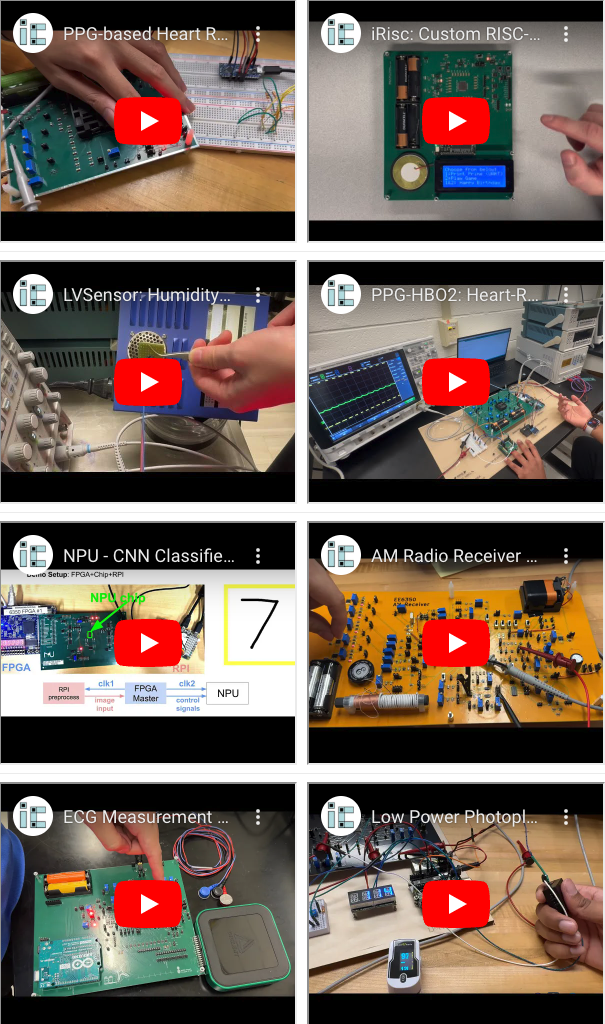 PPG-based Heart R...
iRisc: Custom RISC-...
LVSensor: Humidity...
PPG-HBO2: Heart-R...
NPU - CNN Classifie...
Demo Setup: FPGA+Chip+RPI
NPU chip
FPGA
RPI
7
RPI
preprocess
clk1
image
input
FPGA
Master
clk2
control
signals
NPU
AM Radio Receiver ...
EE6350
AM Receiver
ECG Measurement ...
Low Power Photopl...